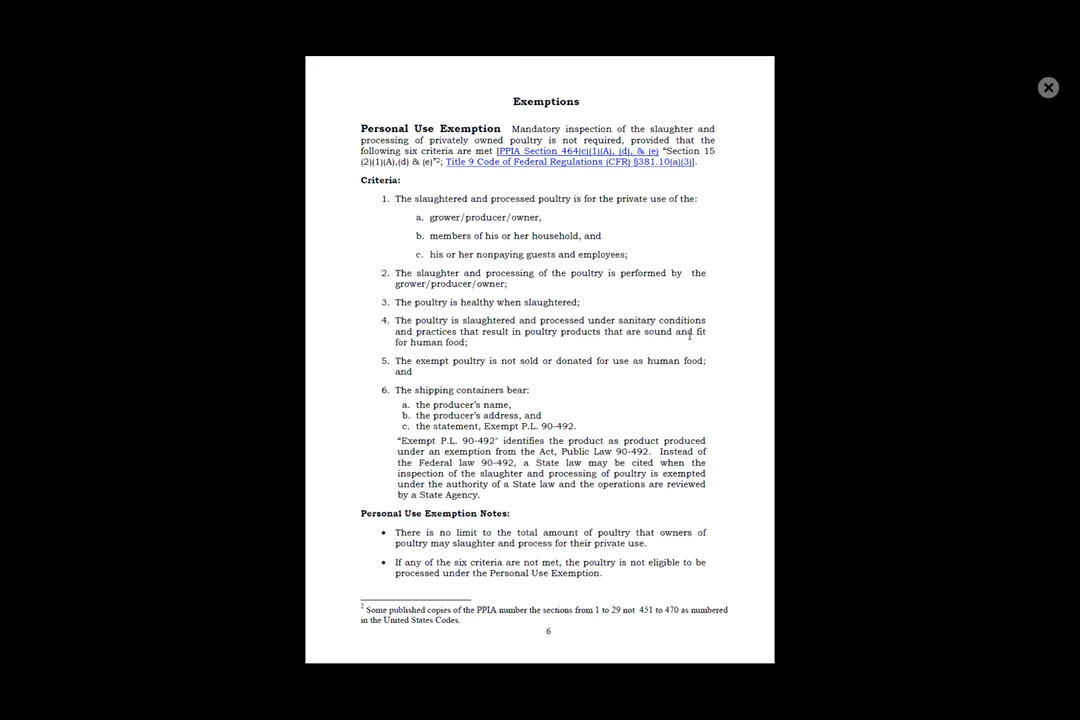 Exemptions
Personal Use Exemption Mandatory inspection of the slaughter and
processing of privately owned poultry is not required, provided that the
following six criteria are met [PPIA Section 464(c)(1)(A), (d), & (e) “Section 15
(2)(1)(A),(d) & (e)”²; Title 9 Code of Federal Regulations (CFR) §381.10(a)(3)].
Criteria:
1. The slaughtered and processed poultry is for the private use of the:
a. grower/producer/owner,
b. members of his or her household, and
c. his or her nonpaying guests and employees;
2. The slaughter and processing of the poultry is performed by the
grower/producer/owner;
3. The poultry is healthy when slaughtered;
4. The poultry is slaughtered and processed under sanitary conditions
and practices that result in poultry products that are sound and fit
for human food;
5. The exempt poultry is not sold or donated for use as human food;
and
6. The shipping containers bear:
a. the producer's name,
b. the producer's address, and
c. the statement, Exempt P.L. 90-492.
“Exempt P.L. 90-492" identifies the product as product produced
under an exemption from the Act, Public Law 90-492. Instead of
the Federal law 90-492, a State law may be cited when the
inspection of the slaughter and processing of poultry is exempted
under the authority of a State law and the operations are reviewed
by a State Agency.
Personal Use Exemption Notes:
• There is no limit to the total amount of poultry that owners of
poultry may slaughter and process for their private use.
• If any of the six criteria are not met, the poultry is not eligible to be
processed under the Personal Use Exemption.
² Some published copies of the PPIA number the sections from 1 to 29 not 451 to 470 as numbered
in the United States Codes.
6